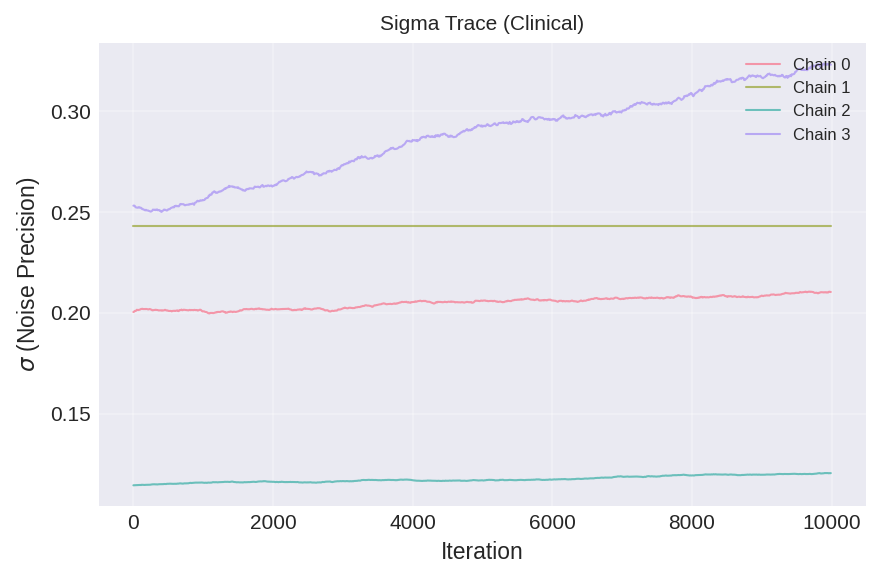 Sigma Trace (Clinical)
Chain 0
Chain 1
Chain 2
Chain 3
σ (Noise Precision)
0.30
0.25
0.20
0.15
0
2000
4000
6000
8000
10000
Iteration